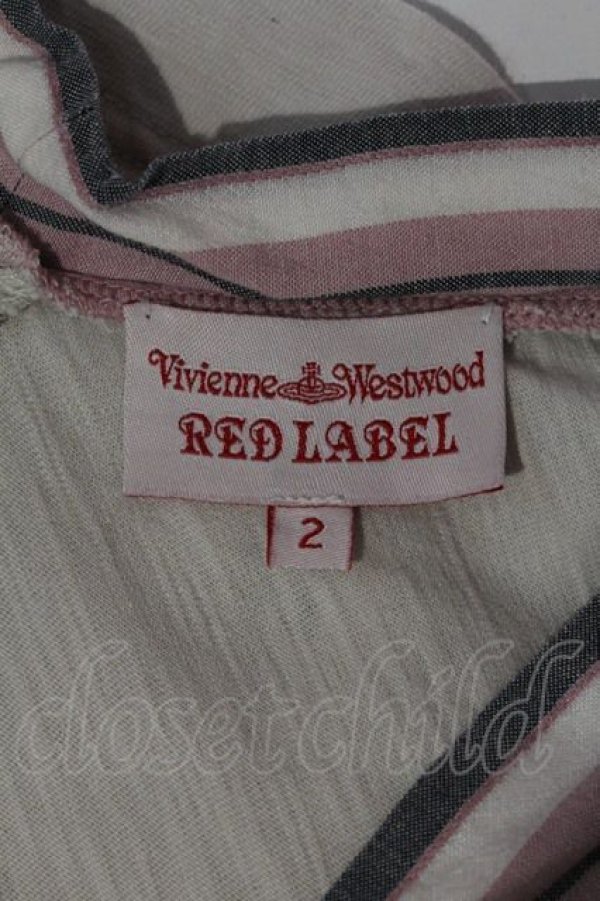 Vivienne Westwood
RED LABEL
2
closetchild